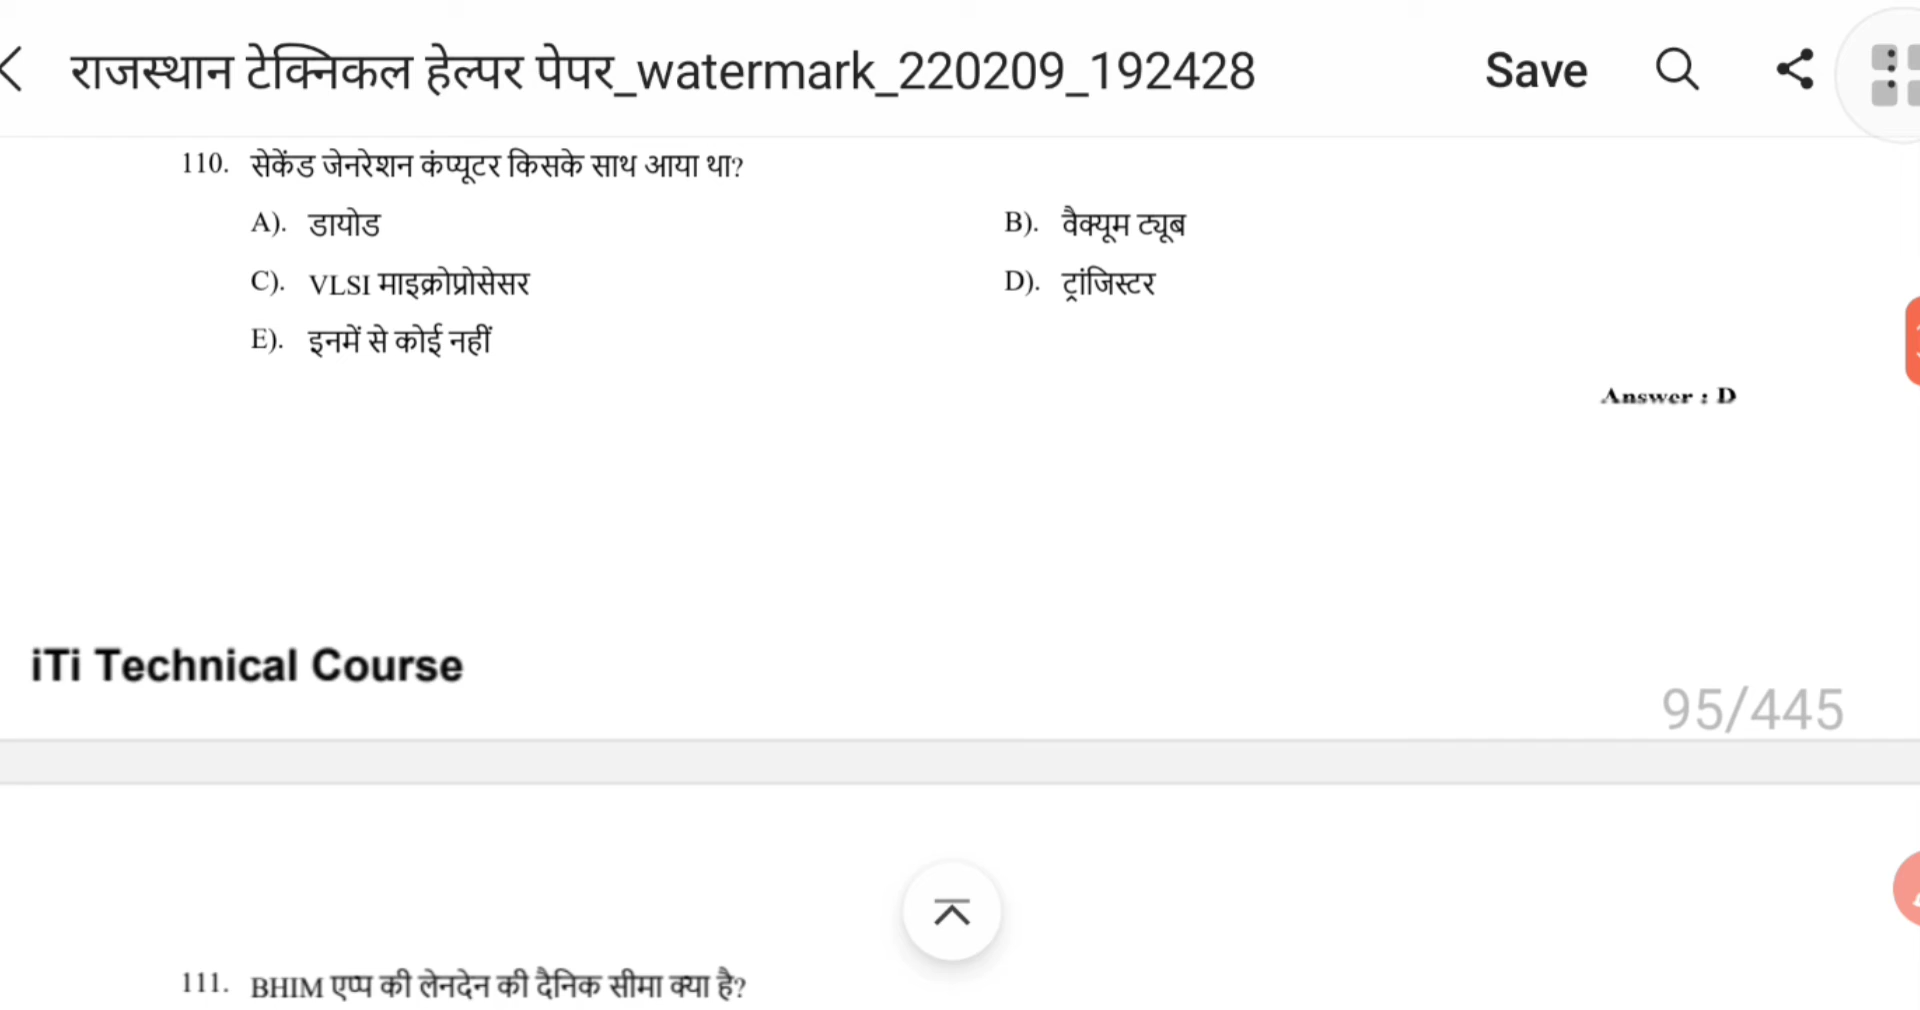 राजस्थान टेक्निकल हेल्पर पेपर_watermark_220209_192428 Save
110. सेकेंड जेनरेशन कंप्यूटर किसके साथ आया था?
A). डायोड B). वैक्यूम ट्यूब
C). VLSI माइक्रोप्रोसेसर D). ट्रांजिस्टर
E). इनमें से कोई नहीं
Answer : D
iTi Technical Course
95/445
111. BHIM एप्प की लेनदेन की दैनिक सीमा क्या है?